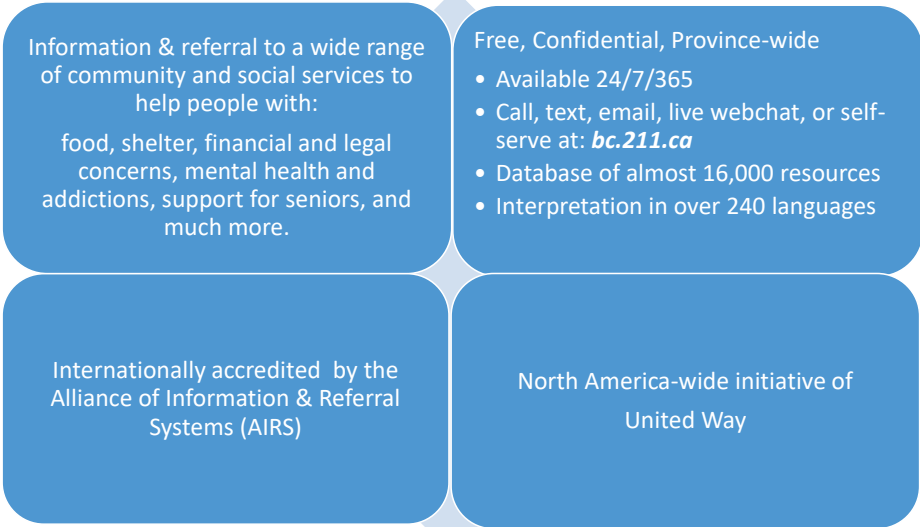 Information & referral to a wide range
of community and social services to
help people with:
food, shelter, financial and legal
concerns, mental health and
addictions, support for seniors, and
much more.
Free, Confidential, Province-wide
• Available 24/7/365
• Call, text, email, live webchat, or self-
serve at: bc.211.ca
• Database of almost 16,000 resources
• Interpretation in over 240 languages
Internationally accredited by the
Alliance of Information & Referral
Systems (AIRS)
North America-wide initiative of
United Way